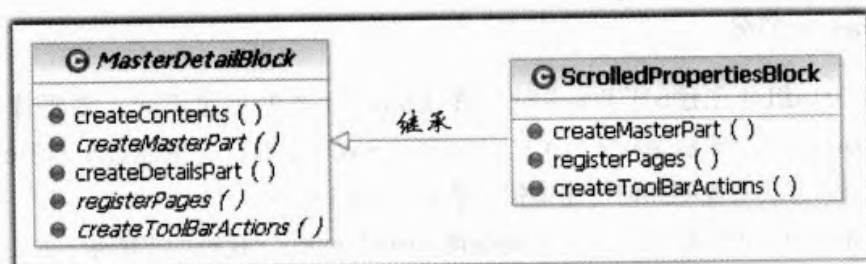 MasterDetailBlock
createContents ( )
createMasterPart ( )
createDetailsPart ( )
registerPages ( )
createToolBarActions ( )
继承
ScrolledPropertiesBlock
createMasterPart ( )
registerPages ( )
createToolBarActions ( )